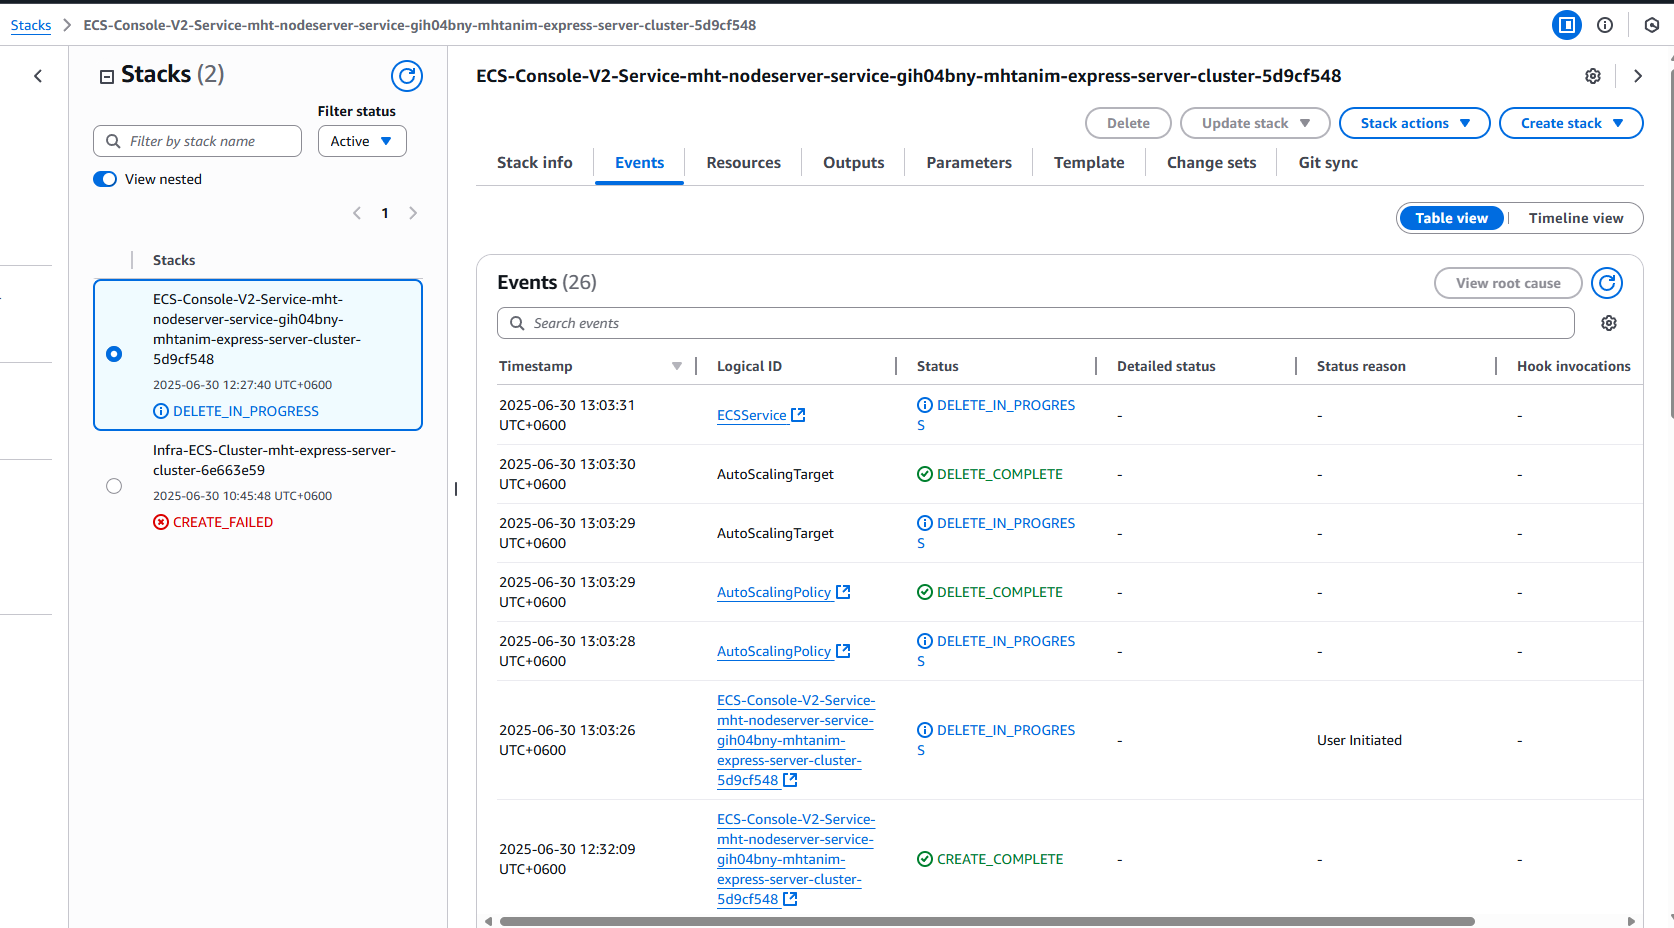 Stacks
ECS-Console-V2-Service-mht-nodeserver-service-gih04bny-mhtanim-express-server-cluster-5d9cf548
Stacks (2)
Filter status
Filter by stack name
Active
View nested
1
Stacks
ECS-Console-V2-Service-mht-
nodeserver-service-gih04bny-
mhtanim-express-server-cluster-
5d9cf548
2025-06-30 12:27:40 UTC+0600
DELETE_IN_PROGRESS
Infra-ECS-Cluster-mht-express-server-
cluster-6e663e59
2025-06-30 10:45:48 UTC+0600
CREATE_FAILED
ECS-Console-V2-Service-mht-nodeserver-service-gih04bny-mhtanim-express-server-cluster-5d9cf548
Delete
Update stack
Stack actions
Create stack
Stack info
Events
Resources
Outputs
Parameters
Template
Change sets
Git sync
Table view
Timeline view
Events (26)
View root cause
Search events
Timestamp
Logical ID
Status
Detailed status
Status reason
Hook invocations
2025-06-30 13:03:31
UTC+0600
ECSService
DELETE_IN_PROGRES
S
-
-
-
2025-06-30 13:03:30
UTC+0600
AutoScalingTarget
DELETE_COMPLETE
-
-
-
2025-06-30 13:03:29
UTC+0600
AutoScalingTarget
DELETE_IN_PROGRES
S
-
-
-
2025-06-30 13:03:29
UTC+0600
AutoScalingPolicy
DELETE_COMPLETE
-
-
-
2025-06-30 13:03:28
UTC+0600
AutoScalingPolicy
DELETE_IN_PROGRES
S
-
-
-
2025-06-30 13:03:26
UTC+0600
ECS-Console-V2-Service-
mht-nodeserver-service-
gih04bny-mhtanim-
express-server-cluster-
5d9cf548
DELETE_IN_PROGRES
S
-
User Initiated
-
2025-06-30 12:32:09
UTC+0600
ECS-Console-V2-Service-
mht-nodeserver-service-
gih04bny-mhtanim-
express-server-cluster-
5d9cf548
CREATE_COMPLETE
-
-
-